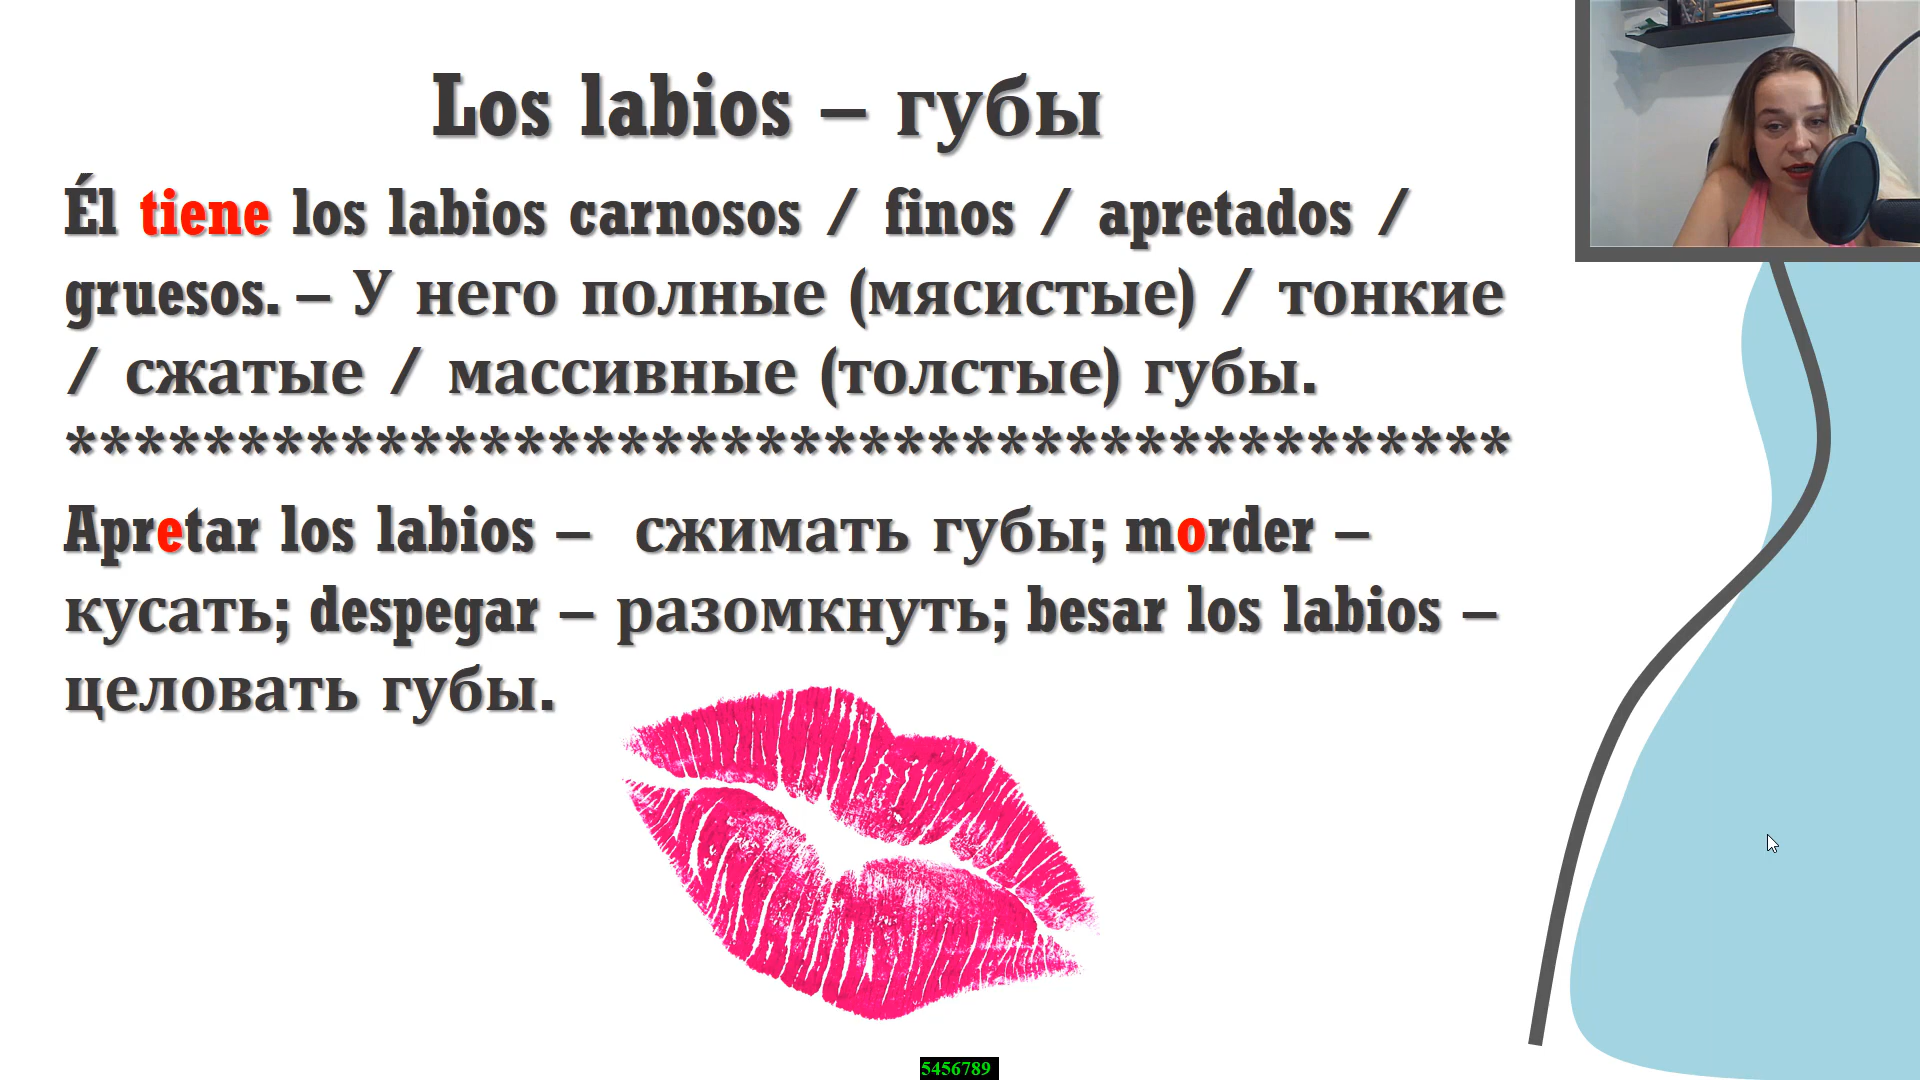 Los labios – губы
Él tiene los labios carnosos / finos / apretados /
gruesos. – У него полные (мясистые) / тонкие
/ сжатые / массивные (толстые) губы.
******************************************
Apretar los labios – сжимать губы; morder –
кусать; despegar – разомкнуть; besar los labios –
целовать губы.
5456789